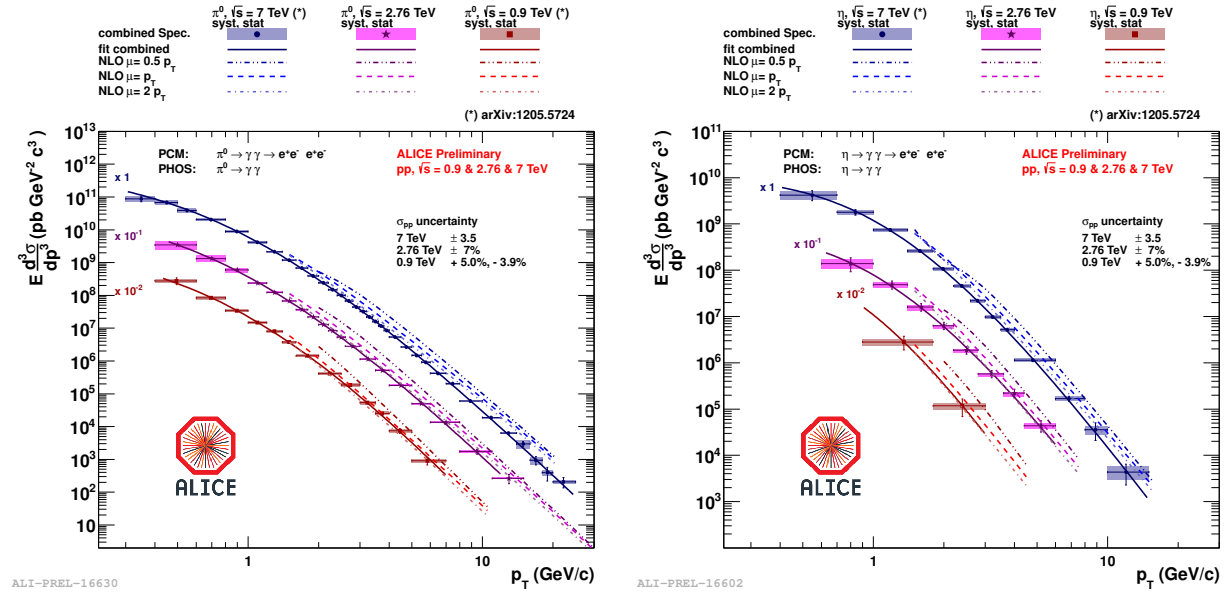 π⁰, √s = 7 TeV (*) π⁰, √s = 2.76 TeV π⁰, √s = 0.9 TeV
syst, stat syst, stat syst, stat
combined Spec.
fit combined
NLO μ= 0.5 p_T
NLO μ= p_T
NLO μ= 2 p_T
(*) arXiv:1205.5724
E d³σ/dp³ (pb GeV⁻² c³)
10¹³
10¹²
10¹¹
10¹⁰
10⁹
10⁸
10⁷
10⁶
10⁵
10⁴
10³
10²
10
PCM: π⁰ → γ γ → e⁺e⁻ e⁺e⁻
PHOS: π⁰ → γ γ
ALICE Preliminary
pp, √s = 0.9 & 2.76 & 7 TeV
x 1
x 10⁻¹
x 10⁻²
σ_pp uncertainty
7 TeV ± 3.5
2.76 TeV ± 7%
0.9 TeV + 5.0%, - 3.9%
ALICE
1 10
p_T (GeV/c)
ALI-PREL-16630
η, √s = 7 TeV (*) η, √s = 2.76 TeV η, √s = 0.9 TeV
syst, stat syst, stat syst, stat
combined Spec.
fit combined
NLO μ= 0.5 p_T
NLO μ= p_T
NLO μ= 2 p_T
(*) arXiv:1205.5724
E d³σ/dp³ (pb GeV⁻² c³)
10¹¹
10¹⁰
10⁹
10⁸
10⁷
10⁶
10⁵
10⁴
10³
PCM: η → γ γ → e⁺e⁻ e⁺e⁻
PHOS: η → γ γ
ALICE Preliminary
pp, √s = 0.9 & 2.76 & 7 TeV
x 1
x 10⁻¹
x 10⁻²
σ_pp uncertainty
7 TeV ± 3.5
2.76 TeV ± 7%
0.9 TeV + 5.0%, - 3.9%
ALICE
1 10
p_T (GeV/c)
ALI-PREL-16602